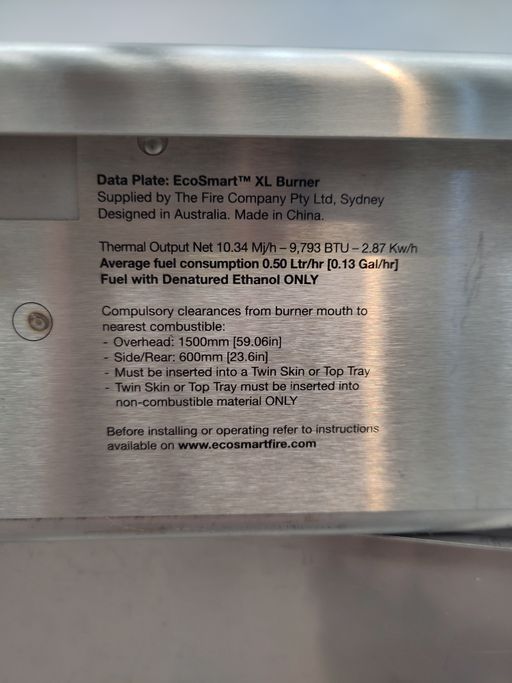 Data Plate: EcoSmart™ XL Burner
Supplied by The Fire Company Pty Ltd, Sydney
Designed in Australia. Made in China.
Thermal Output Net 10.34 Mj/h – 9,793 BTU – 2.87 Kw/h
Average fuel consumption 0.50 Ltr/hr [0.13 Gal/hr]
Fuel with Denatured Ethanol ONLY
Compulsory clearances from burner mouth to
nearest combustible:
- Overhead: 1500mm [59.06in]
- Side/Rear: 600mm [23.6in]
- Must be inserted into a Twin Skin or Top Tray
- Twin Skin or Top Tray must be inserted into
non-combustible material ONLY
Before installing or operating refer to instructions
available on www.ecosmartfire.com